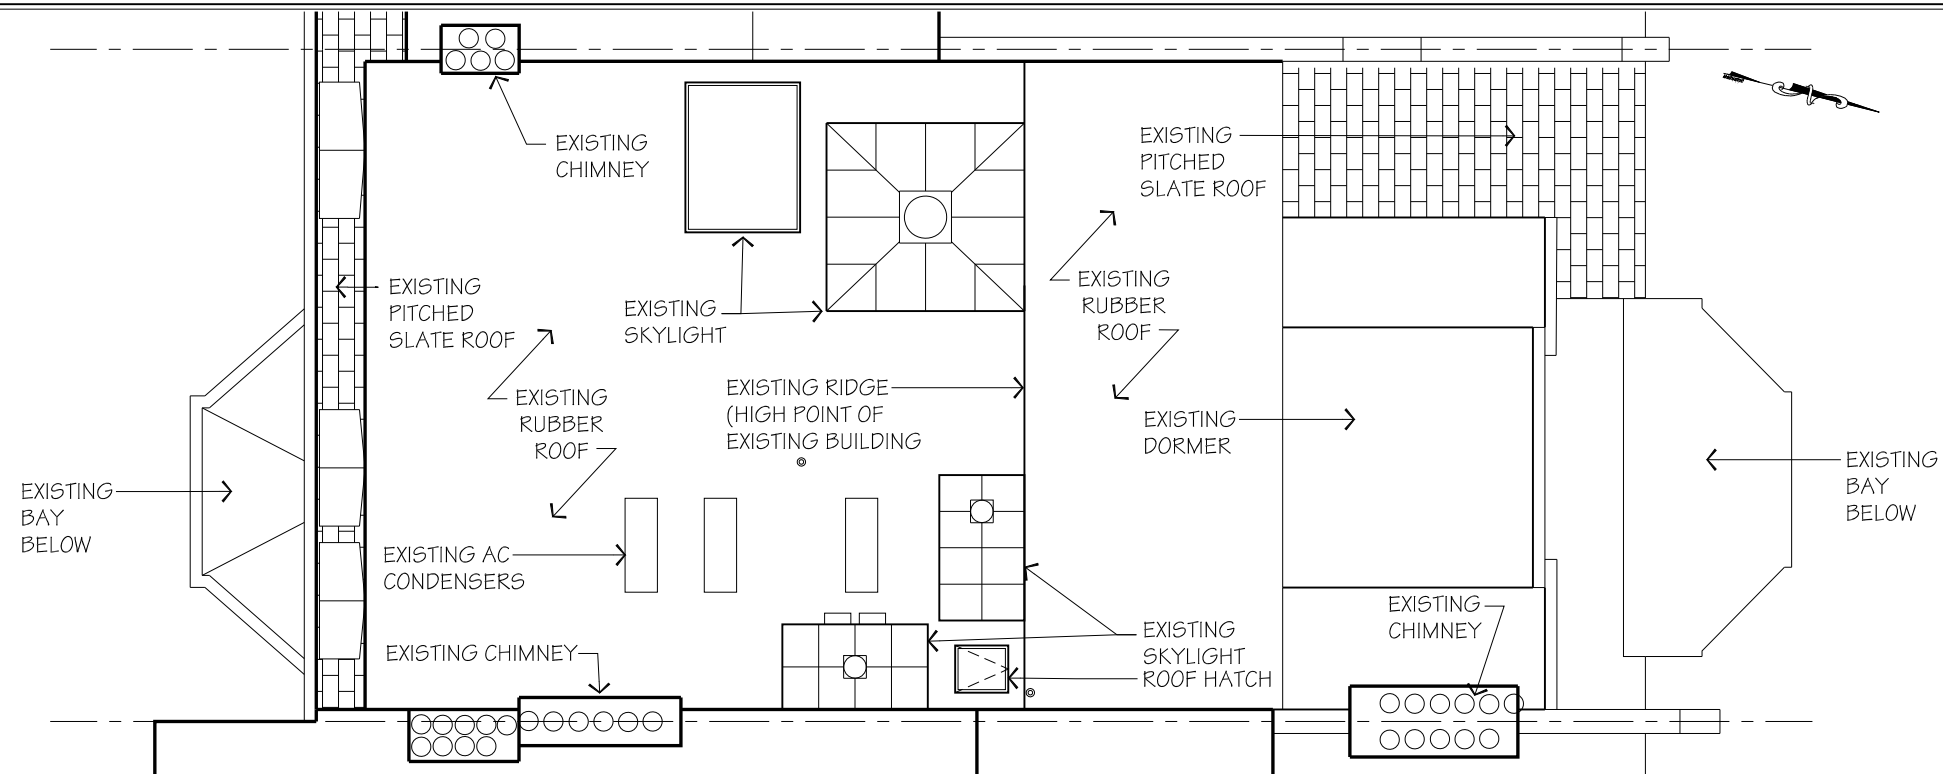 EXISTING
CHIMNEY
EXISTING
PITCHED
SLATE ROOF
EXISTING
PITCHED
SLATE ROOF
EXISTING
SKYLIGHT
EXISTING
RUBBER
ROOF
EXISTING
RUBBER
ROOF
EXISTING RIDGE
(HIGH POINT OF
EXISTING BUILDING
EXISTING
DORMER
EXISTING
BAY
BELOW
EXISTING
BAY
BELOW
EXISTING AC
CONDENSERS
EXISTING
CHIMNEY
EXISTING
SKYLIGHT
ROOF HATCH
EXISTING CHIMNEY